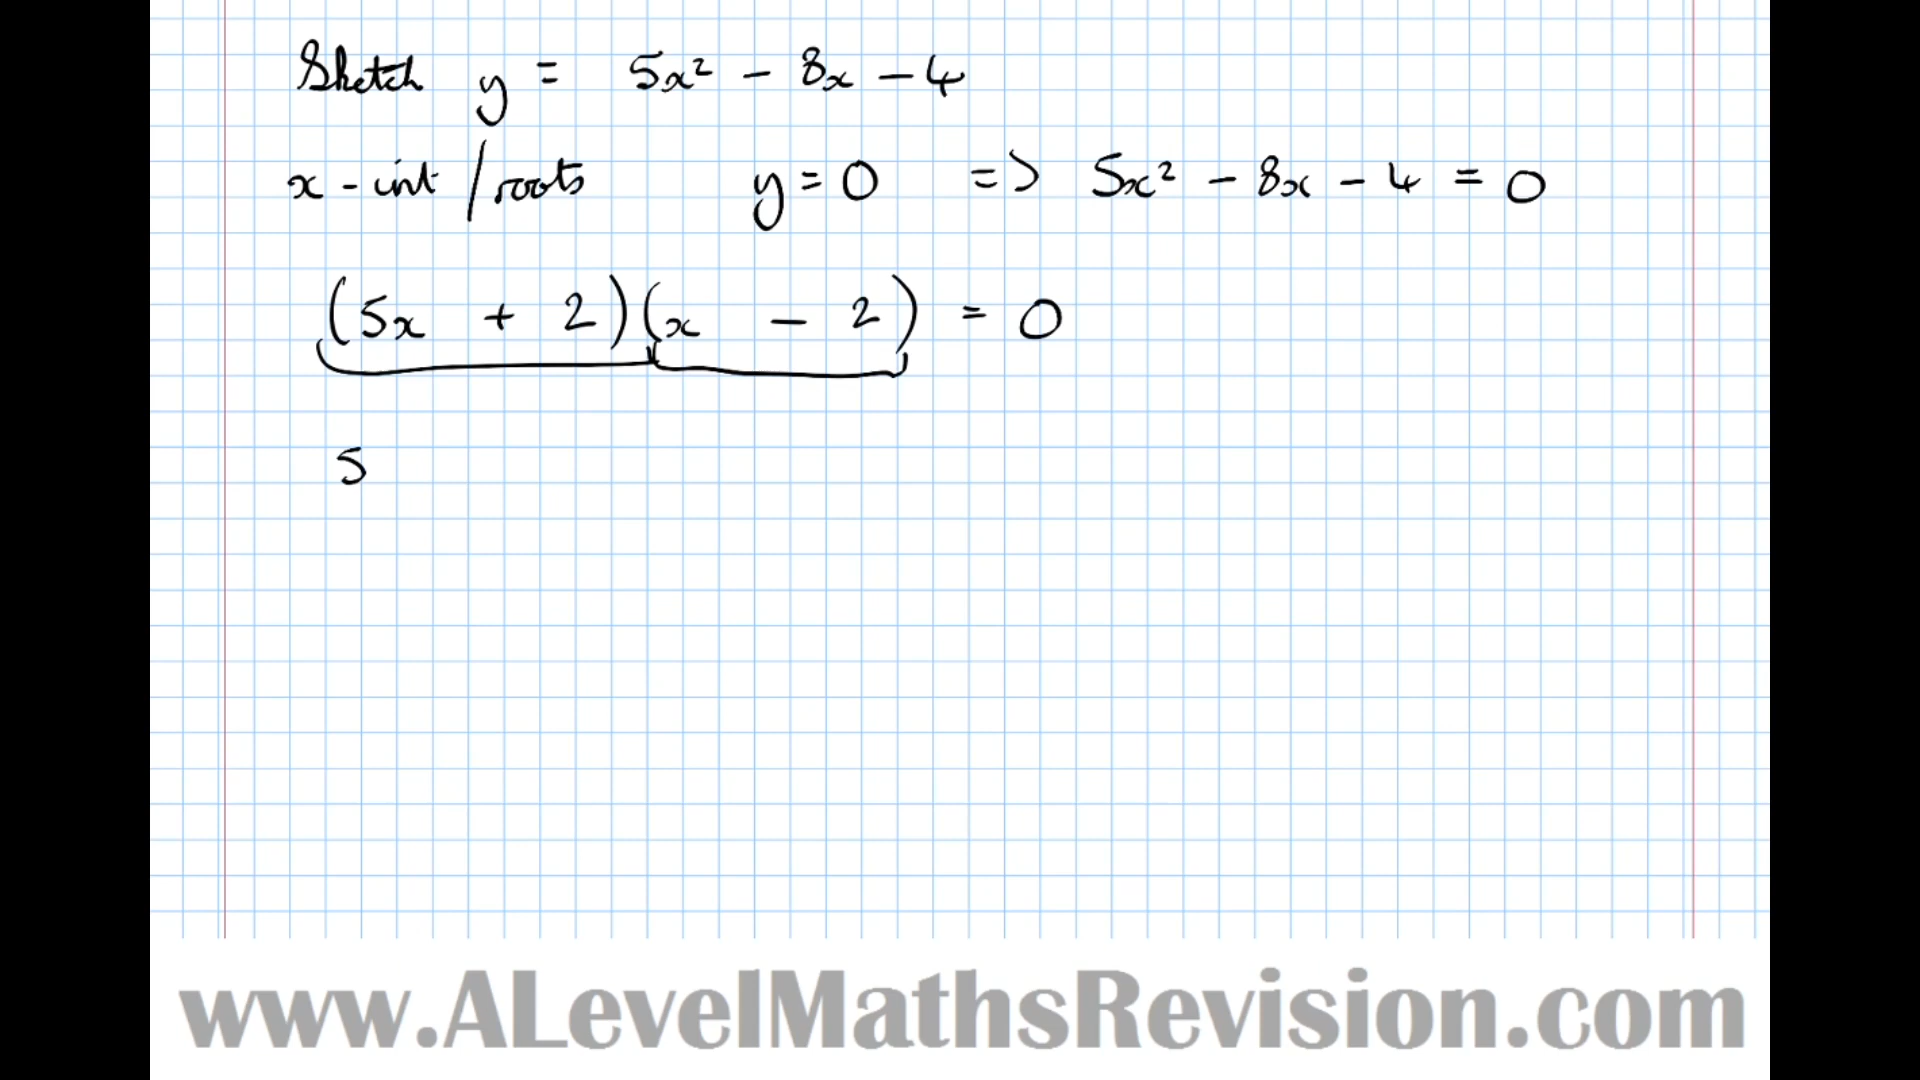 Sketch y = 5x² - 8x - 4
x-int/roots y = 0 => 5x² - 8x - 4 = 0
(5x + 2)(x - 2) = 0
5
www.ALevelMathsRevision.com